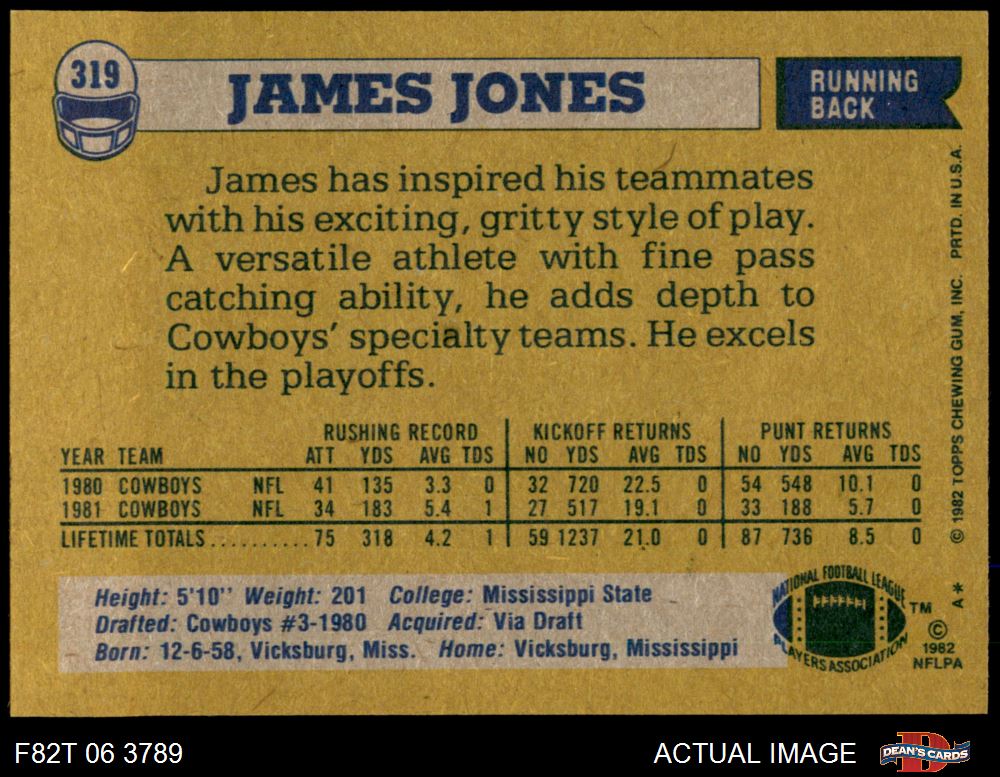 319
JAMES JONES
RUNNING
BACK
James has inspired his teammates
with his exciting, gritty style of play.
A versatile athlete with fine pass
catching ability, he adds depth to
Cowboys' specialty teams. He excels
in the playoffs.
RUSHING RECORD KICKOFF RETURNS PUNT RETURNS
YEAR TEAM ATT YDS AVG TDS NO YDS AVG TDS NO YDS AVG TDS
1980 COWBOYS NFL 41 135 3.3 0 32 720 22.5 0 54 548 10.1 0
1981 COWBOYS NFL 34 183 5.4 1 27 517 19.1 0 33 188 5.7 0
LIFETIME TOTALS.......... 75 318 4.2 1 59 1237 21.0 0 87 736 8.5 0
Height: 5'10" Weight: 201 College: Mississippi State
Drafted: Cowboys #3-1980 Acquired: Via Draft
Born: 12-6-58, Vicksburg, Miss. Home: Vicksburg, Mississippi
NATIONAL FOOTBALL LEAGUE
PLAYERS ASSOCIATION
TM
©
1982
NFLPA
A*
© 1982 TOPPS CHEWING GUM, INC. PRTD. IN U.S.A.
F82T 06 3789
ACTUAL IMAGE
D
DEAN'S CARDS